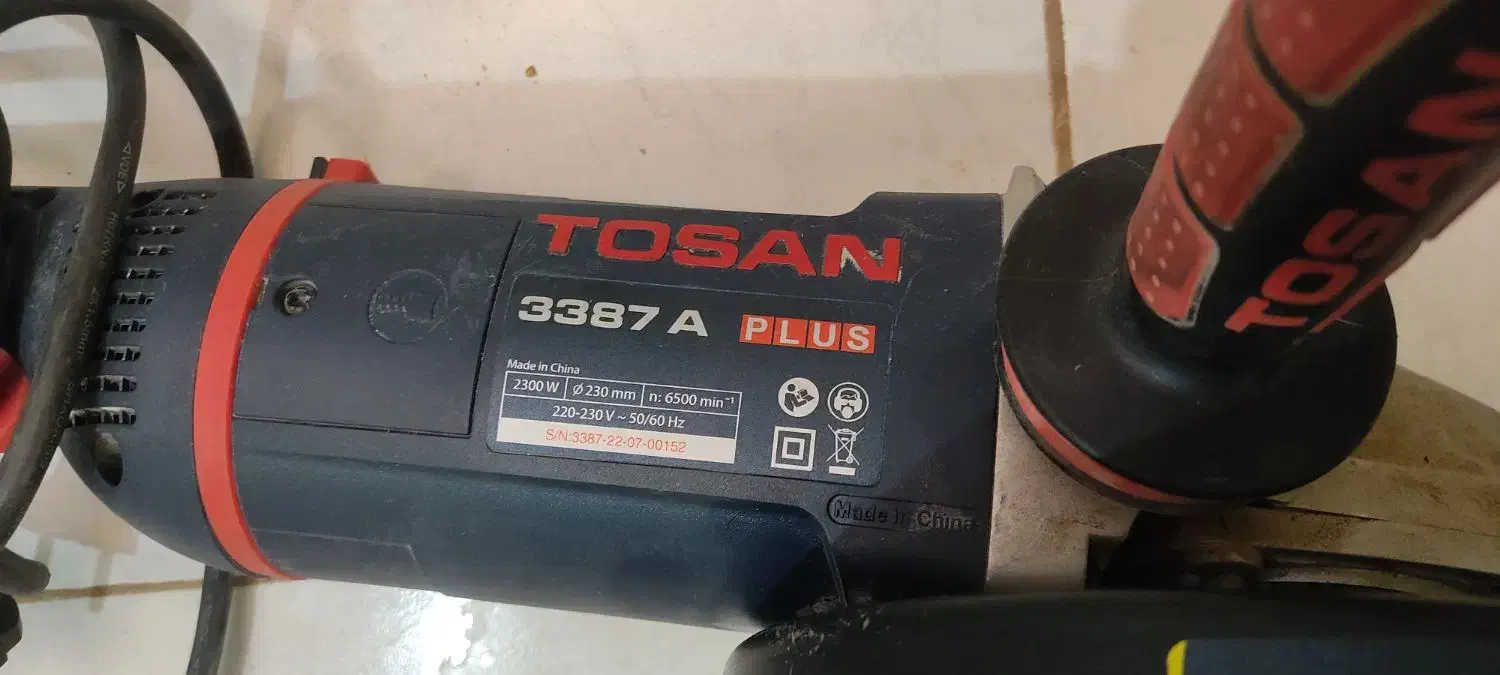 TOSAN
3387 A PLUS
Made in China
2300 W Ø 230 mm n: 6500 min⁻¹
220-230 V ~ 50/60 Hz
S/N:3387-22-07-00152
Made in China
TOSAN
VDE